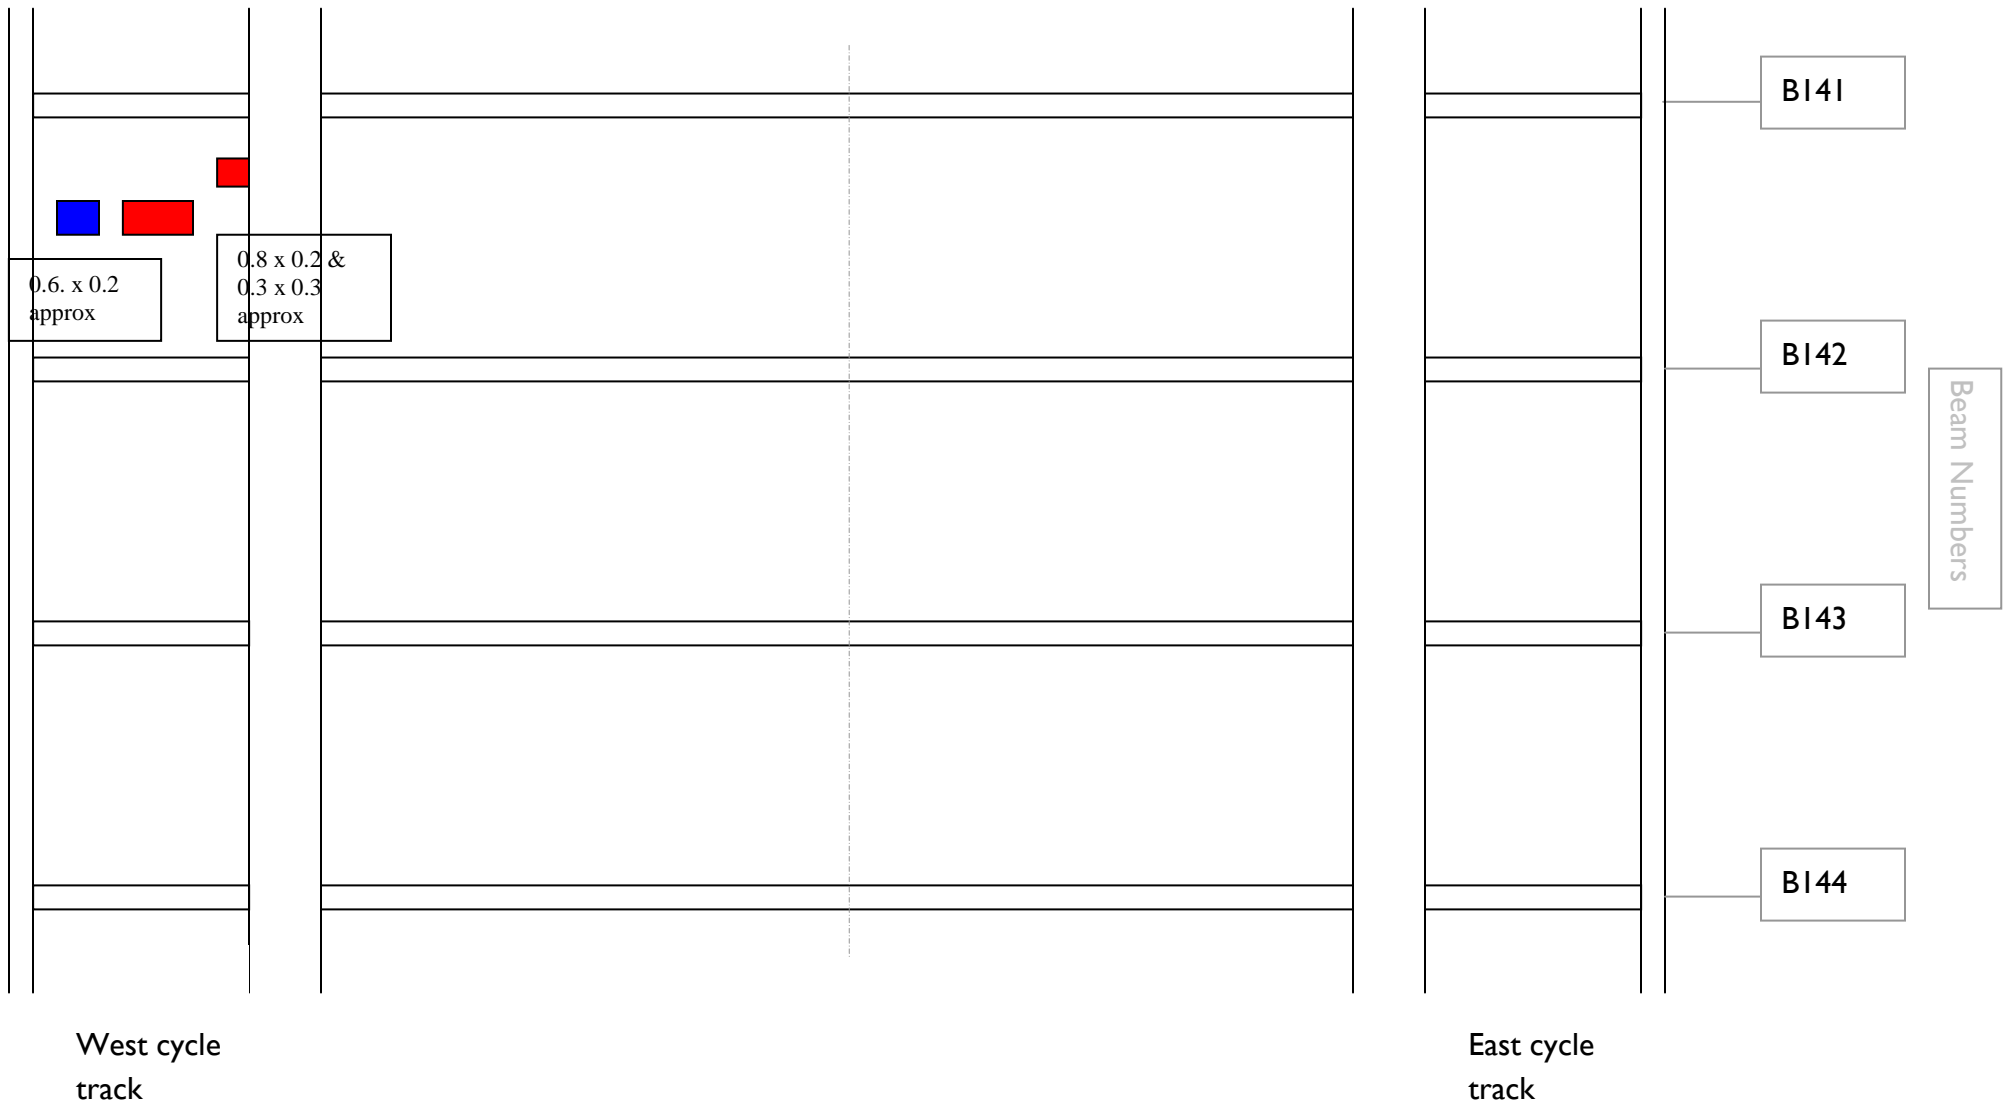 B141
0.8 x 0.2 &
0.3 x 0.3
approx
0.6. x 0.2
approx
B142
Beam Numbers
B143
B144
West cycle
track
East cycle
track